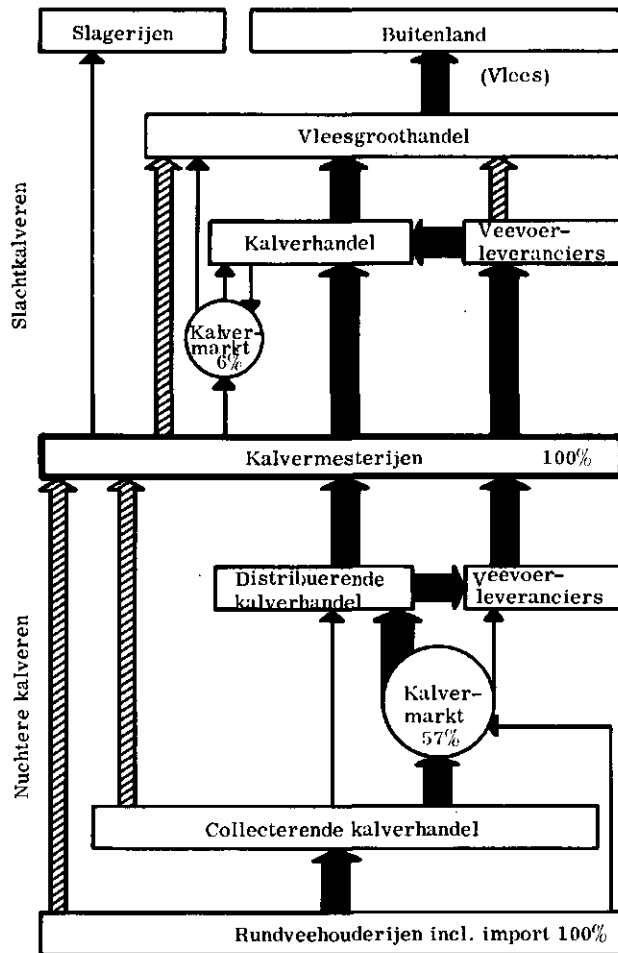 Slagerijen
Buitenland
(Vlees)
Vleesgroothandel
Slachtkalveren
Kalverhandel
Veevoer-
leveranciers
Kalver-
markt
6%
Kalvermesterijen 100%
Nuchtere kalveren
Distribuerende
kalverhandel
Veevoer-
leveranciers
Kalver-
markt
57%
Collecterende kalverhandel
Rundveehouderijen incl. import 100%